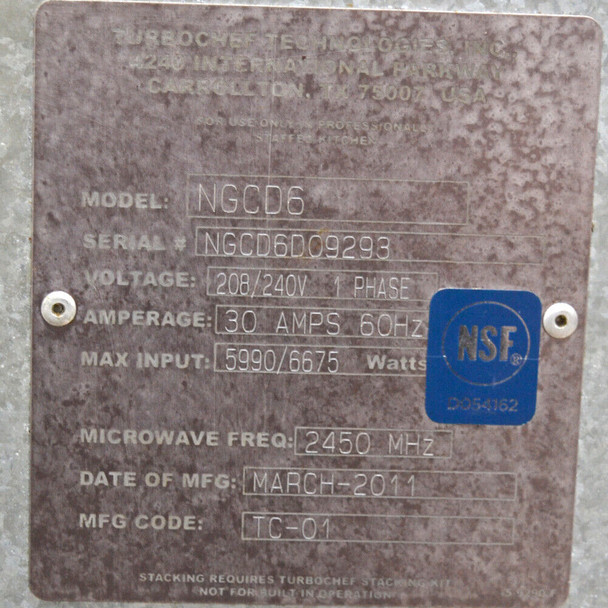 TURBOCHEF TECHNOLOGIES, INC.
4240 INTERNATIONAL PARKWAY
CARROLLTON, TX 75007 USA
FOR USE ONLY IN PROFESSIONALLY
STAFFED KITCHEN
MODEL: NGCD6
SERIAL # NGCD6D09293
VOLTAGE: 208/240V 1 PHASE
AMPERAGE: 30 AMPS 60Hz
MAX INPUT: 5990/6675 Watts
NSF®
D054162
MICROWAVE FREQ: 2450 MHz
DATE OF MFG: MARCH-2011
MFG CODE: TC-01
STACKING REQUIRES TURBOCHEF STACKING KIT
NOT FOR BUILT IN OPERATION